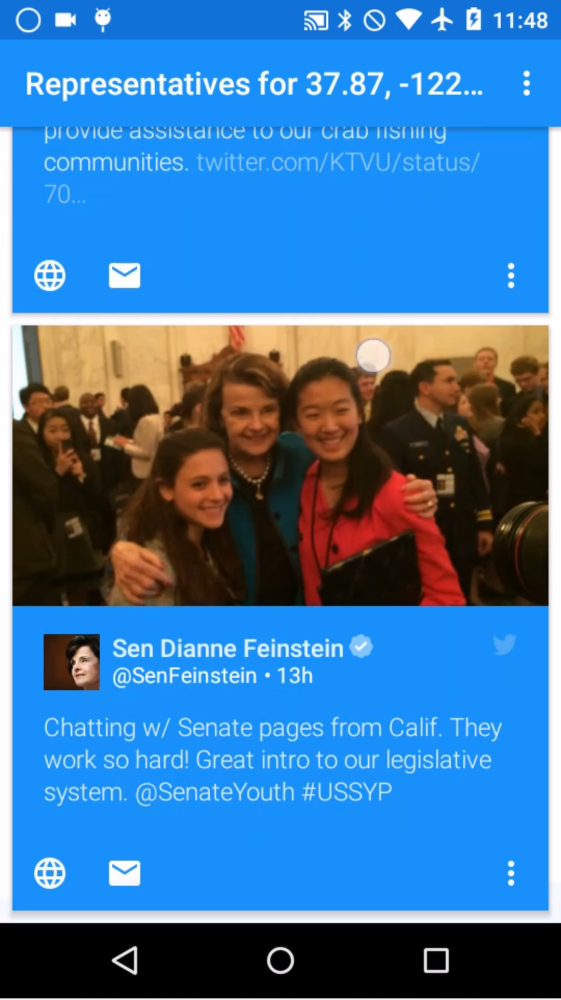 11:48
Representatives for 37.87, -122...
provide assistance to our crab fishing
communities. twitter.com/KTVU/status/
70...
Sen Dianne Feinstein
@SenFeinstein • 13h
Chatting w/ Senate pages from Calif. They
work so hard! Great intro to our legislative
system. @SenateYouth #USSYP